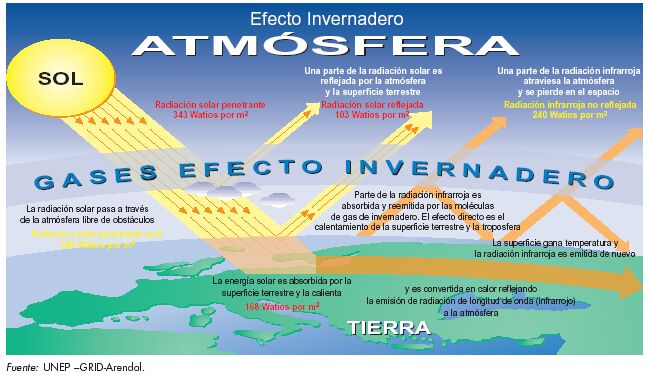 Efecto Invernadero
ATMÓSFERA
SOL
Una parte de la radiación solar es
reflejada por la atmósfera
y la superficie terrestre
Una parte de la radiación infrarroja
atraviesa la atmósfera
y se pierde en el espacio
Radiación solar penetrante
343 Watios por m²
Radiación solar reflejada
103 Watios por m²
Radiación infrarroja no reflejada
240 Watios por m²
GASES EFECTO INVERNADERO
La radiación solar pasa a través
de la atmósfera libre de obstáculos
Radiación solar penetrante
Watios por m²
Parte de la radiación infrarroja es
absorbida y reemitida por las moléculas
de gas de invernadero. El efecto directo es el
calentamiento de la superficie terrestre y la troposfera
La superficie gana temperatura y
la radiación infrarroja es emitida de nuevo
La energía solar es absorbida por la
superficie terrestre y la calienta
168 Watios por m²
y es convertida en calor reflejando
la emisión de radiación de longitud de onda (infrarrojo)
a la atmósfera
TIERRA
Fuente: UNEP –GRID-Arendal.